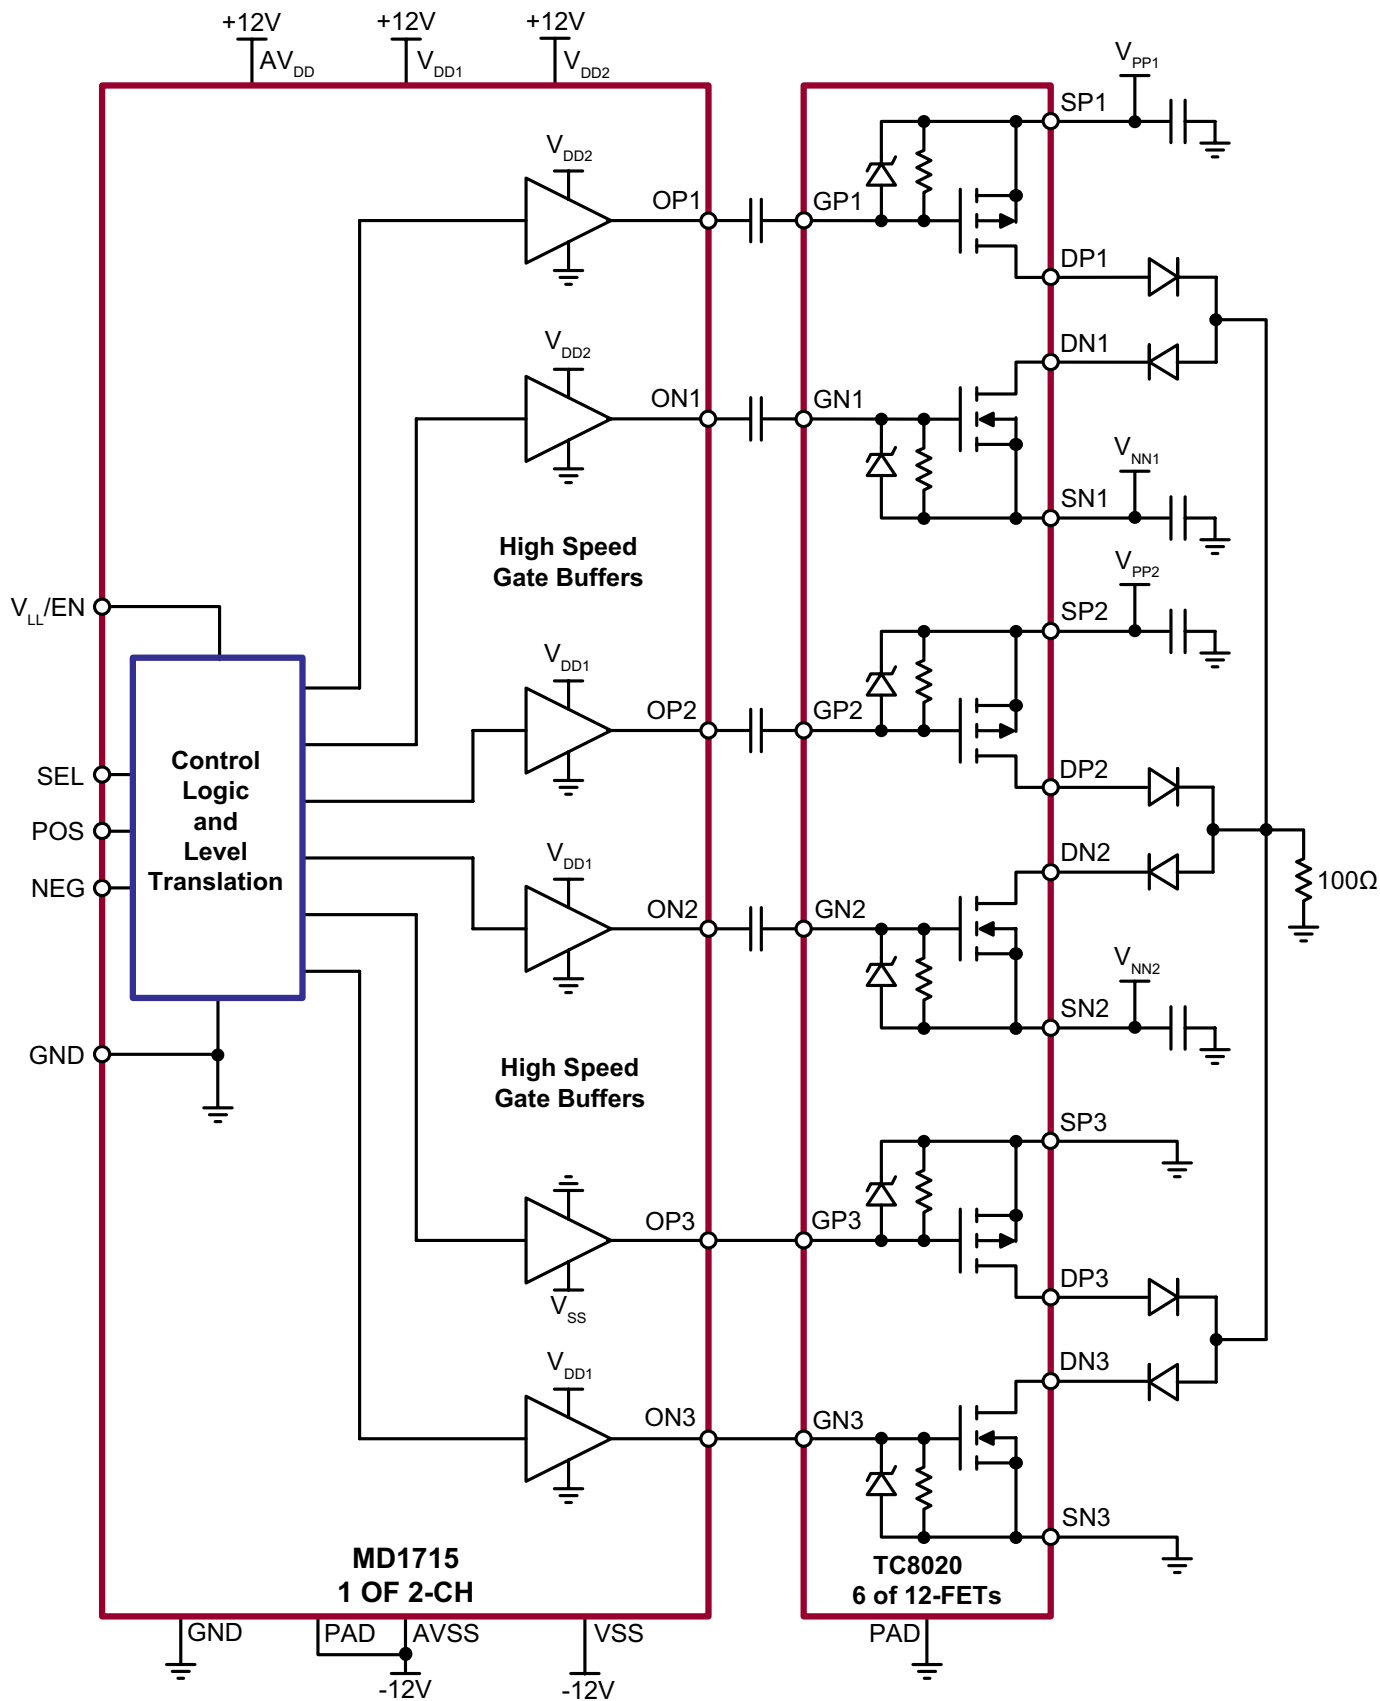 +12V +12V +12V
AVDD VDD1 VDD2
VPP1
SP1
VDD2
OP1 GP1
DP1
DN1
VDD2
ON1 GN1
VNN1
SN1
High Speed
Gate Buffers
VPP2
VLL/EN
SP2
VDD1
OP2 GP2
Control
Logic
and
Level
Translation
SEL
POS
NEG
DP2
DN2
100Ω
VDD1
ON2 GN2
VNN2
SN2
GND
High Speed
Gate Buffers
SP3
OP3 GP3
VSS
DP3
DN3
VDD1
ON3 GN3
SN3
MD1715
1 OF 2-CH
TC8020
6 of 12-FETs
GND PAD AVSS VSS PAD
-12V -12V